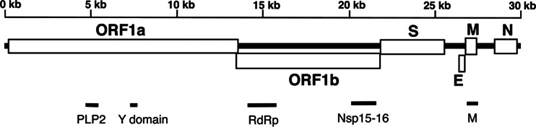 0 kb 5 kb 10 kb 15 kb 20 kb 25 kb 30 kb
ORF1a S M N
ORF1b E
PLP2 Y domain RdRp Nsp15-16 M